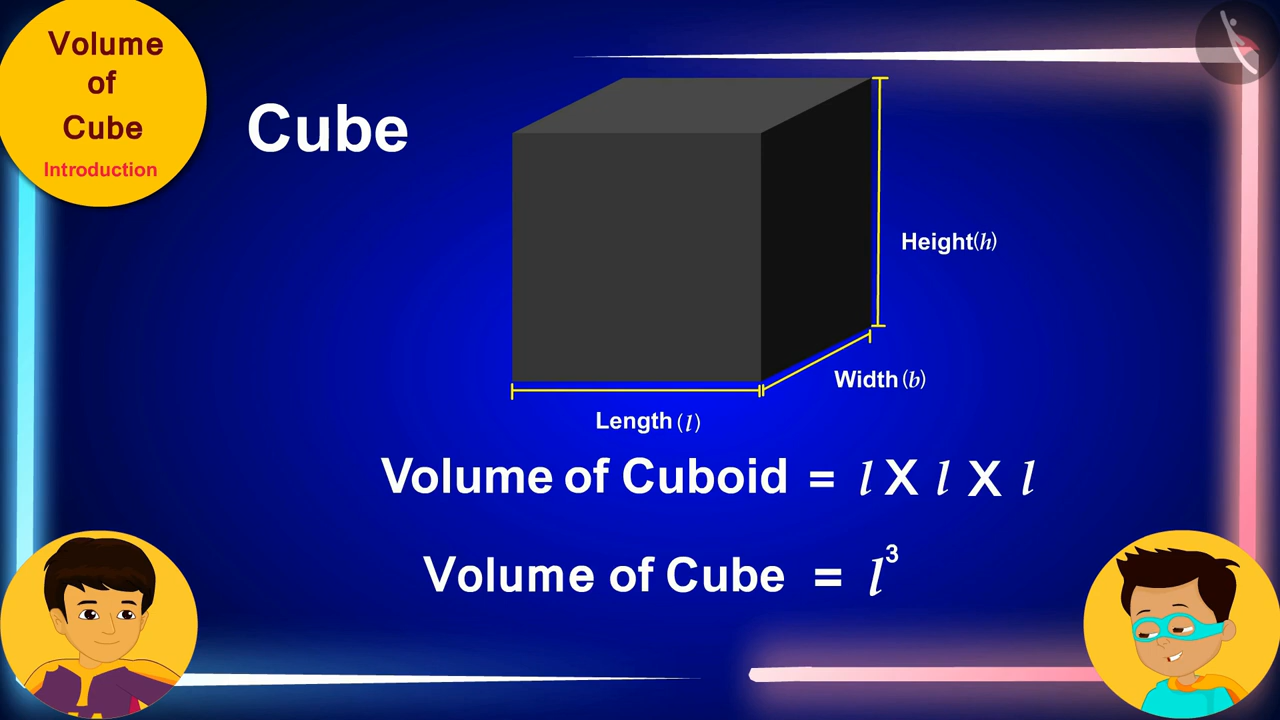 Volume
of
Cube
Introduction
Cube
Height(h)
Width (b)
Length (l)
Volume of Cuboid = l X l X l
Volume of Cube = l³